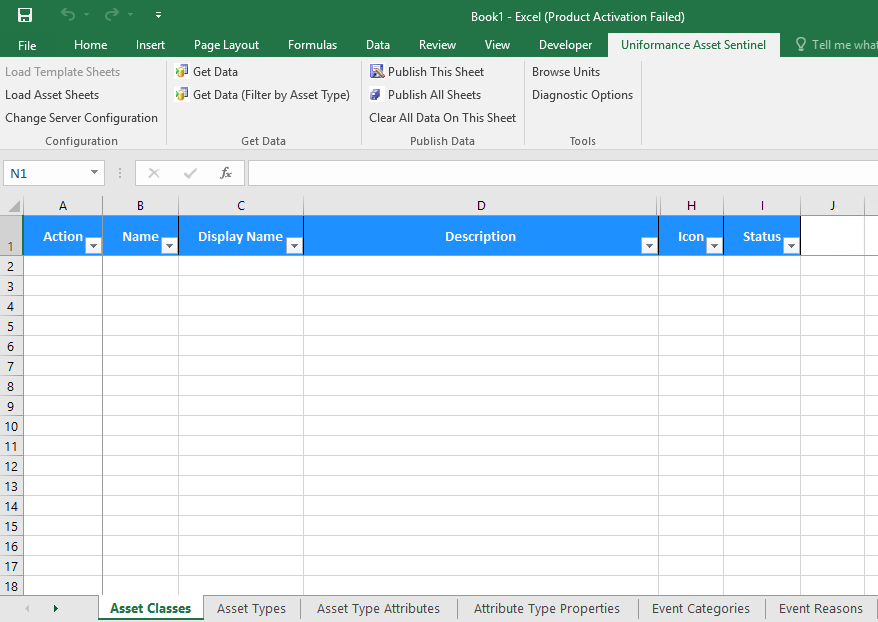 Book1 - Excel (Product Activation Failed)
File Home Insert Page Layout Formulas Data Review View Developer Uniformance Asset Sentinel Tell me what
Load Template Sheets Get Data Publish This Sheet Browse Units
Load Asset Sheets Get Data (Filter by Asset Type) Publish All Sheets Diagnostic Options
Change Server Configuration Clear All Data On This Sheet
Configuration Get Data Publish Data Tools
N1 fx
A B C D H I J
1 Action Name Display Name Description Icon Status
2
3
4
5
6
7
8
9
10
11
12
13
14
15
16
17
18
Asset Classes Asset Types Asset Type Attributes Attribute Type Properties Event Categories Event Reasons